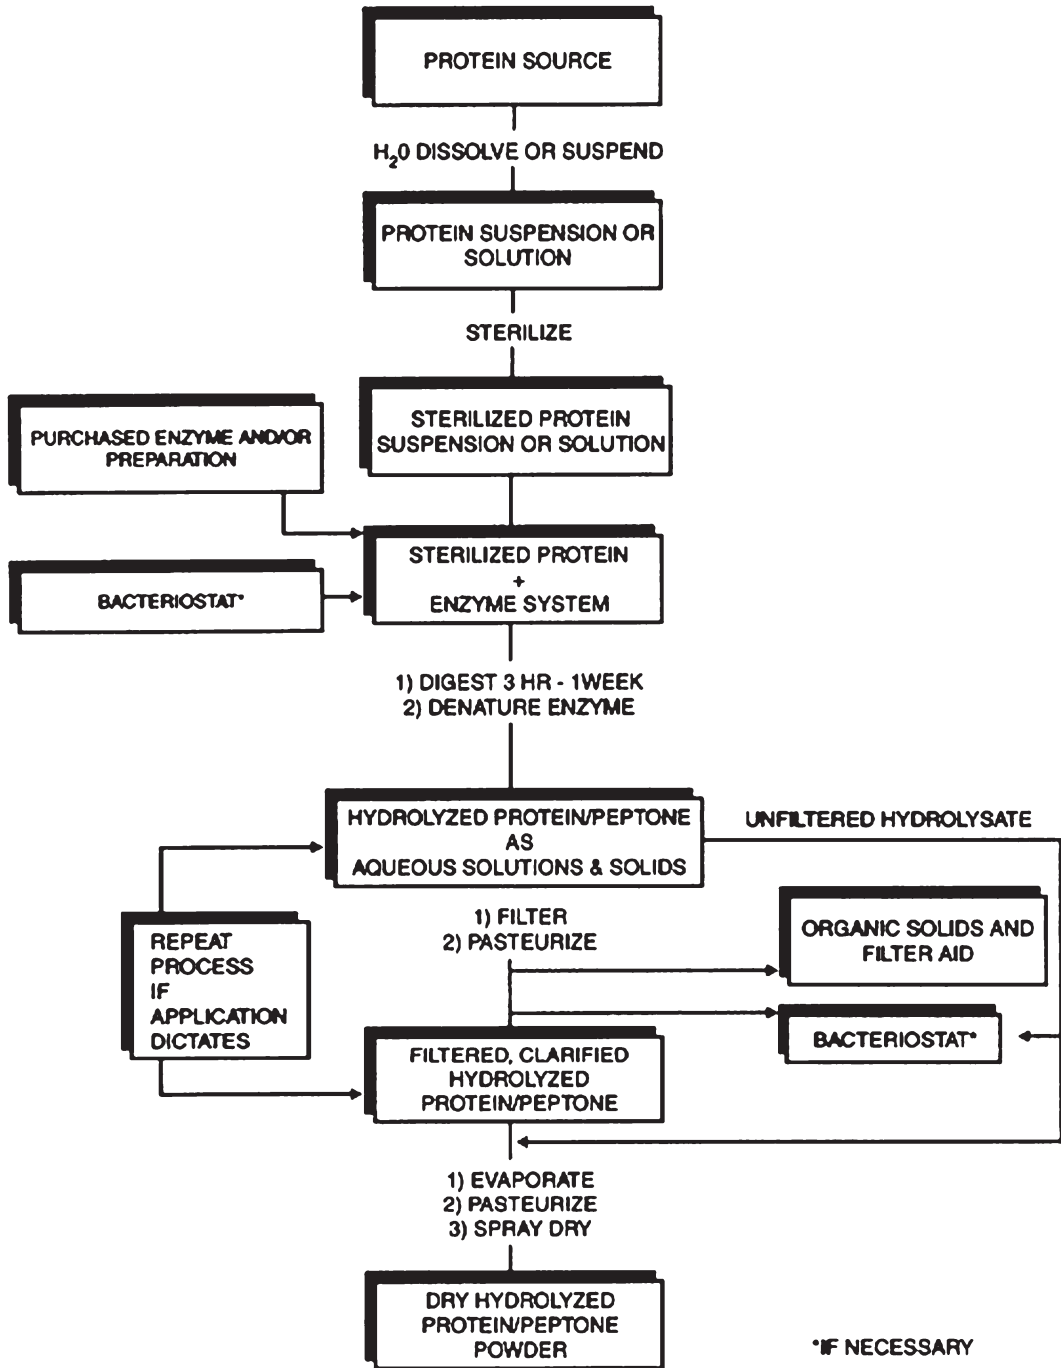 PROTEIN SOURCE
H₂0 DISSOLVE OR SUSPEND
PROTEIN SUSPENSION OR
SOLUTION
STERILIZE
STERILIZED PROTEIN
SUSPENSION OR SOLUTION
PURCHASED ENZYME AND/OR
PREPARATION
STERILIZED PROTEIN
+
ENZYME SYSTEM
BACTERIOSTAT*
1) DIGEST 3 HR - 1WEEK
2) DENATURE ENZYME
HYDROLYZED PROTEIN/PEPTONE
AS
AQUEOUS SOLUTIONS & SOLIDS
UNFILTERED HYDROLYSATE
1) FILTER
2) PASTEURIZE
ORGANIC SOLIDS AND
FILTER AID
REPEAT
PROCESS
IF
APPLICATION
DICTATES
BACTERIOSTAT*
FILTERED, CLARIFIED
HYDROLYZED
PROTEIN/PEPTONE
1) EVAPORATE
2) PASTEURIZE
3) SPRAY DRY
DRY HYDROLYZED
PROTEIN/PEPTONE
POWDER
*IF NECESSARY